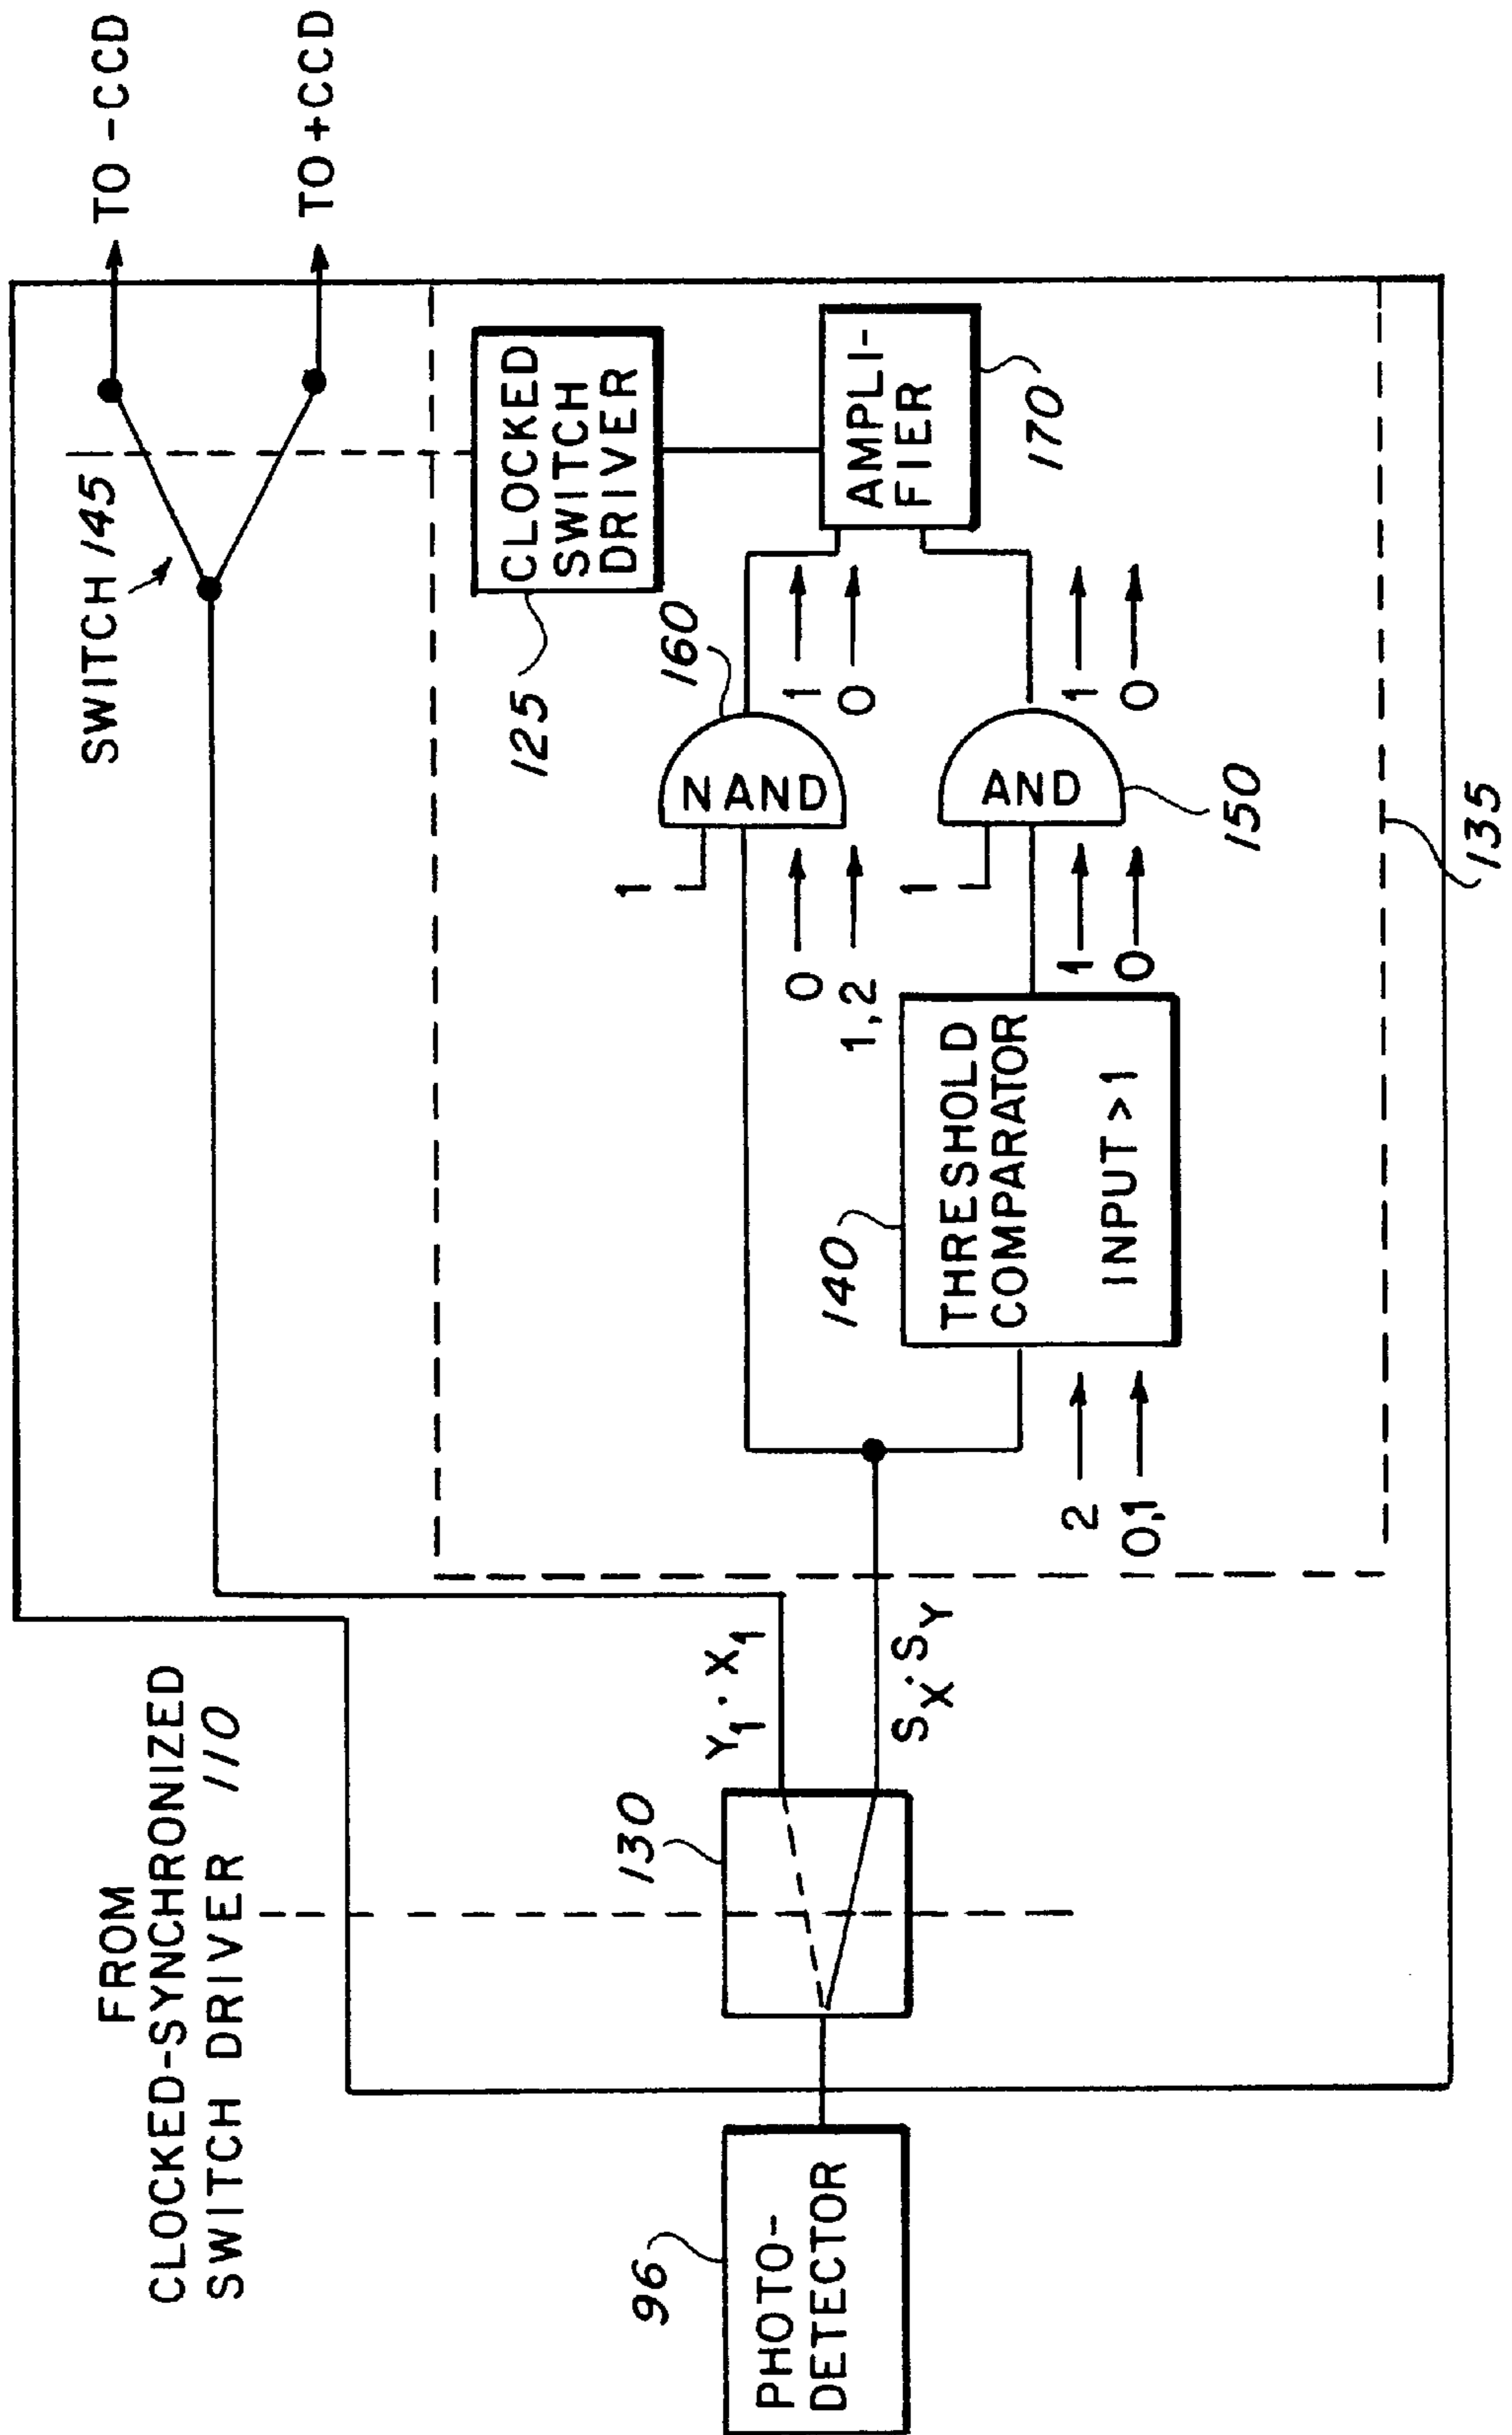 FROM
CLOCKED-SYNCHRONIZED
SWITCH DRIVER 110
96
PHOTO-
DETECTOR
130
Y1 · X1
SX · SY
SWITCH 145
TO -CCD
TO +CCD
CLOCKED
SWITCH
DRIVER
125
1
NAND
160
0
1,2
1
0
140
THRESHOLD
COMPARATOR
INPUT > 1
2
0,1
1
0
1
AND
150
1
0
AMPLI-
FIER
170
135